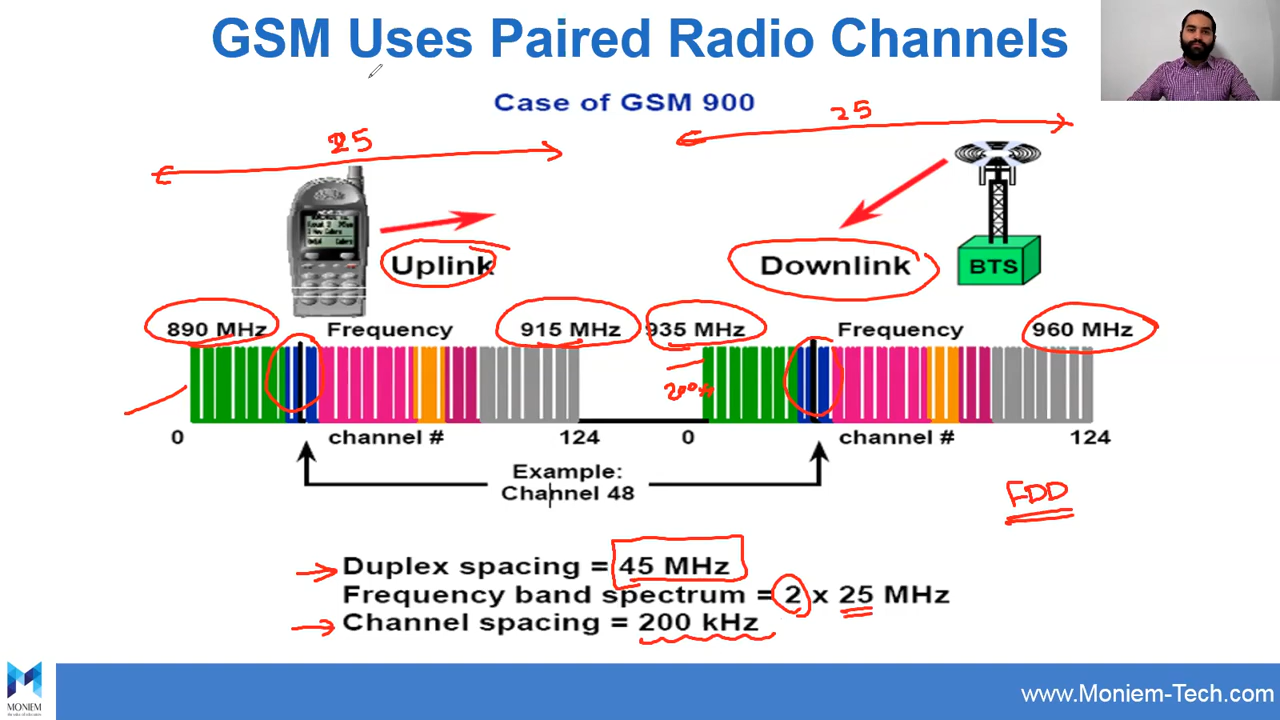 GSM Uses Paired Radio Channels
Case of GSM 900
25
25
Uplink
Downlink
BTS
890 MHz
Frequency
915 MHz
935 MHz
Frequency
960 MHz
0
channel #
124
0
channel #
124
Example:
Channel 48
FDD
Duplex spacing = 45 MHz
Frequency band spectrum = 2 x 25 MHz
Channel spacing = 200 kHz
MONIEM
www.Moniem-Tech.com